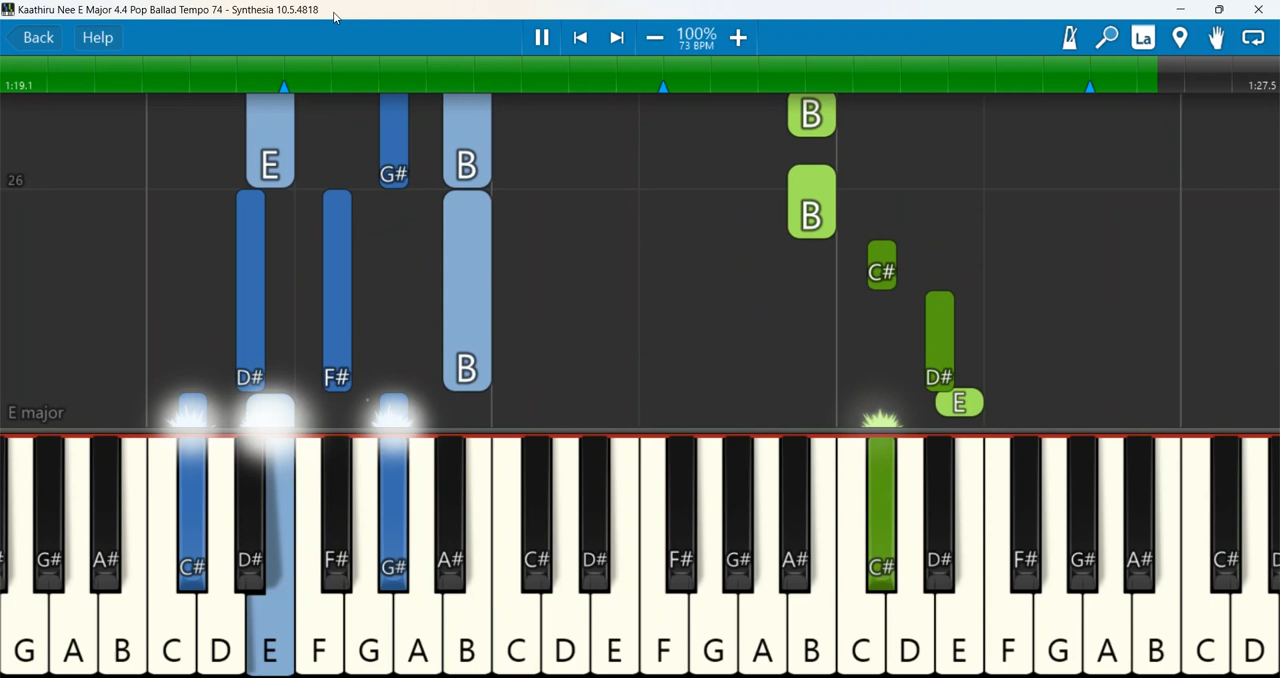 Kaathiru Nee E Major 4.4 Pop Ballad Tempo 74 - Synthesia 10.5.4818
Back Help 100% La
73 BPM
1:19.1 1:27.5
B
E G# B
26
B
C#
D# F# B D#
E major E
G# A# C# D# F# G# A# C# D# F# G# A# C# D# F# G# A# C#
G A B C D E F G A B C D E F G A B C D E F G A B C D